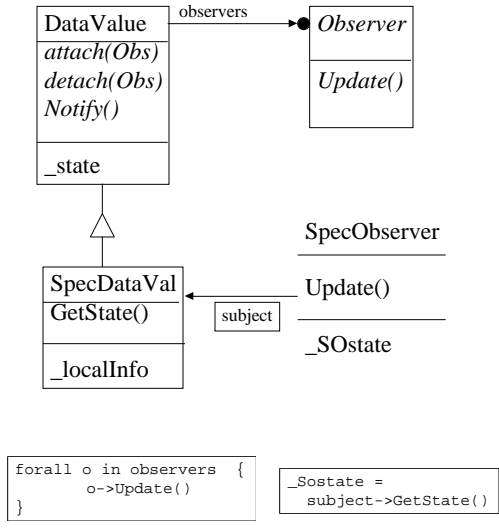 DataValue
attach(Obs)
detach(Obs)
Notify()
_state
observers
Observer
Update()
SpecDataVal
GetState()
_localInfo
subject
SpecObserver
Update()
_SOstate
forall o in observers {
o->Update()
}
_Sostate =
subject->GetState()